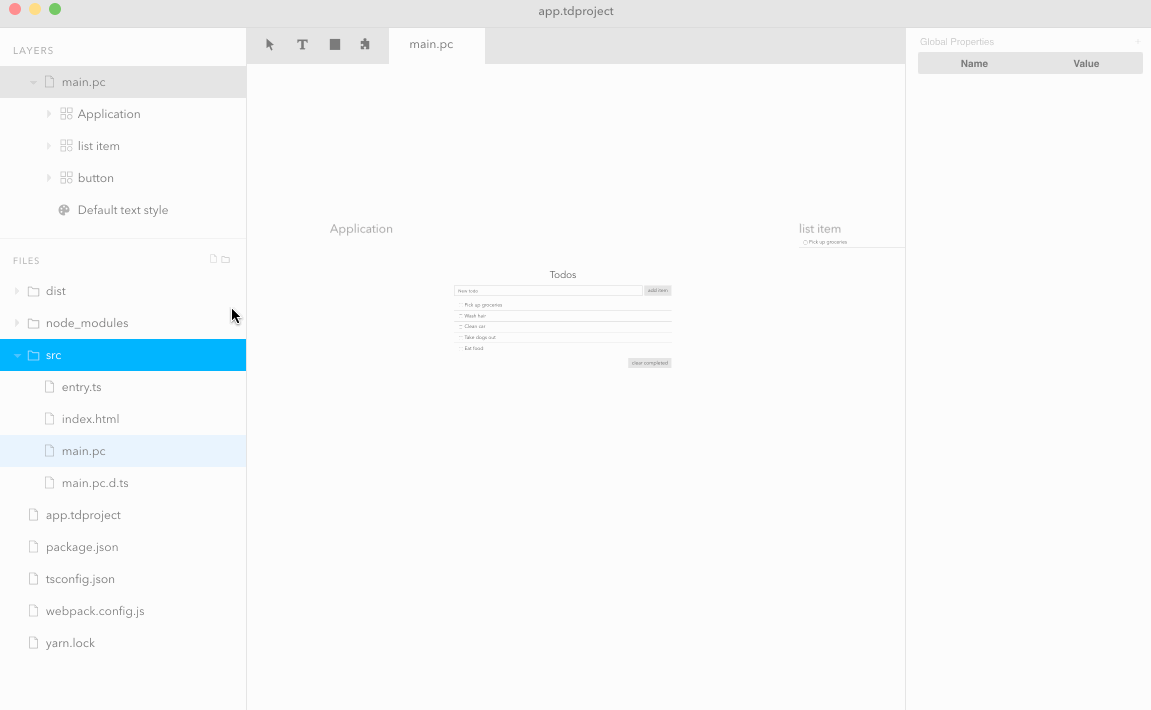 app.tdproject
LAYERS
main.pc
Application
list item
button
Default text style
FILES
dist
node_modules
src
entry.ts
index.html
main.pc
main.pc.d.ts
app.tdproject
package.json
tsconfig.json
webpack.config.js
yarn.lock
T
main.pc
Application
Todos
New todo
add item
Pick up groceries
Wash hair
Clean car
Take dogs out
Eat food
clear completed
list item
Pick up groceries
Global Properties +
Name Value